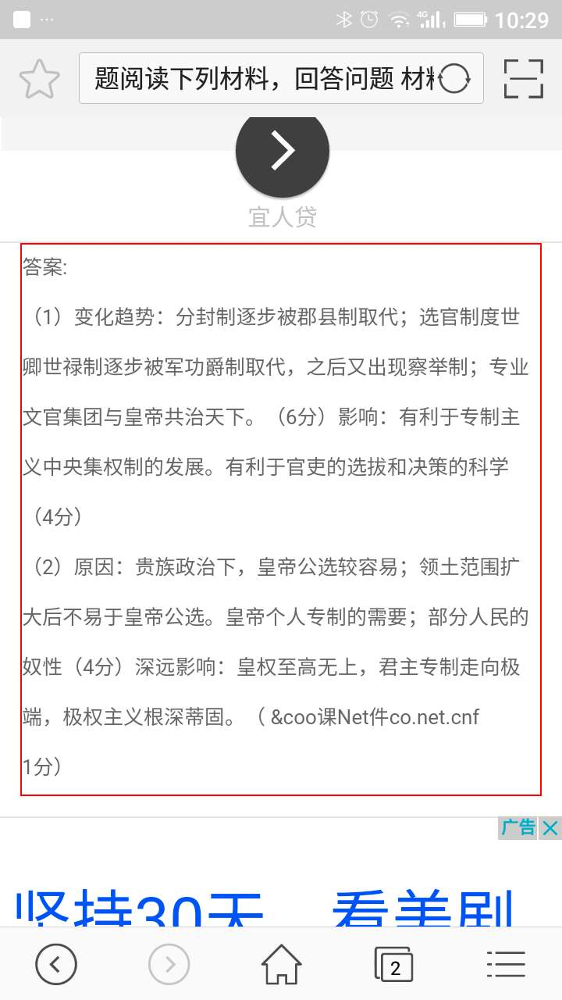 4G
1
10:29
题阅读下列材料，回答问题 材料
宜人贷
答案:
（1）变化趋势：分封制逐步被郡县制取代；选官制度世
卿世禄制逐步被军功爵制取代，之后又出现察举制；专业
文官集团与皇帝共治天下。（6分）影响：有利于专制主
义中央集权制的发展。有利于官吏的选拔和决策的科学
（4分）
（2）原因：贵族政治下，皇帝公选较容易；领土范围扩
大后不易于皇帝公选。皇帝个人专制的需要；部分人民的
奴性（4分）深远影响：皇权至高无上，君主专制走向极
端，极权主义根深蒂固。（ &coo课Net件co.net.cnf
1分）
广告
坚持30天 看美剧
2